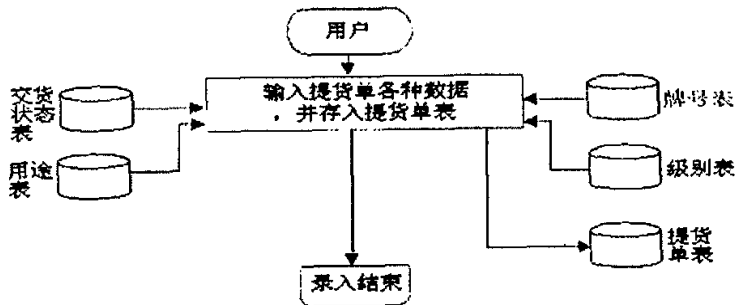 用户
输入提货单各种数据
，并存入提货单表
交货
状态
表
用途
表
牌号表
级别表
提货
单表
录入结束